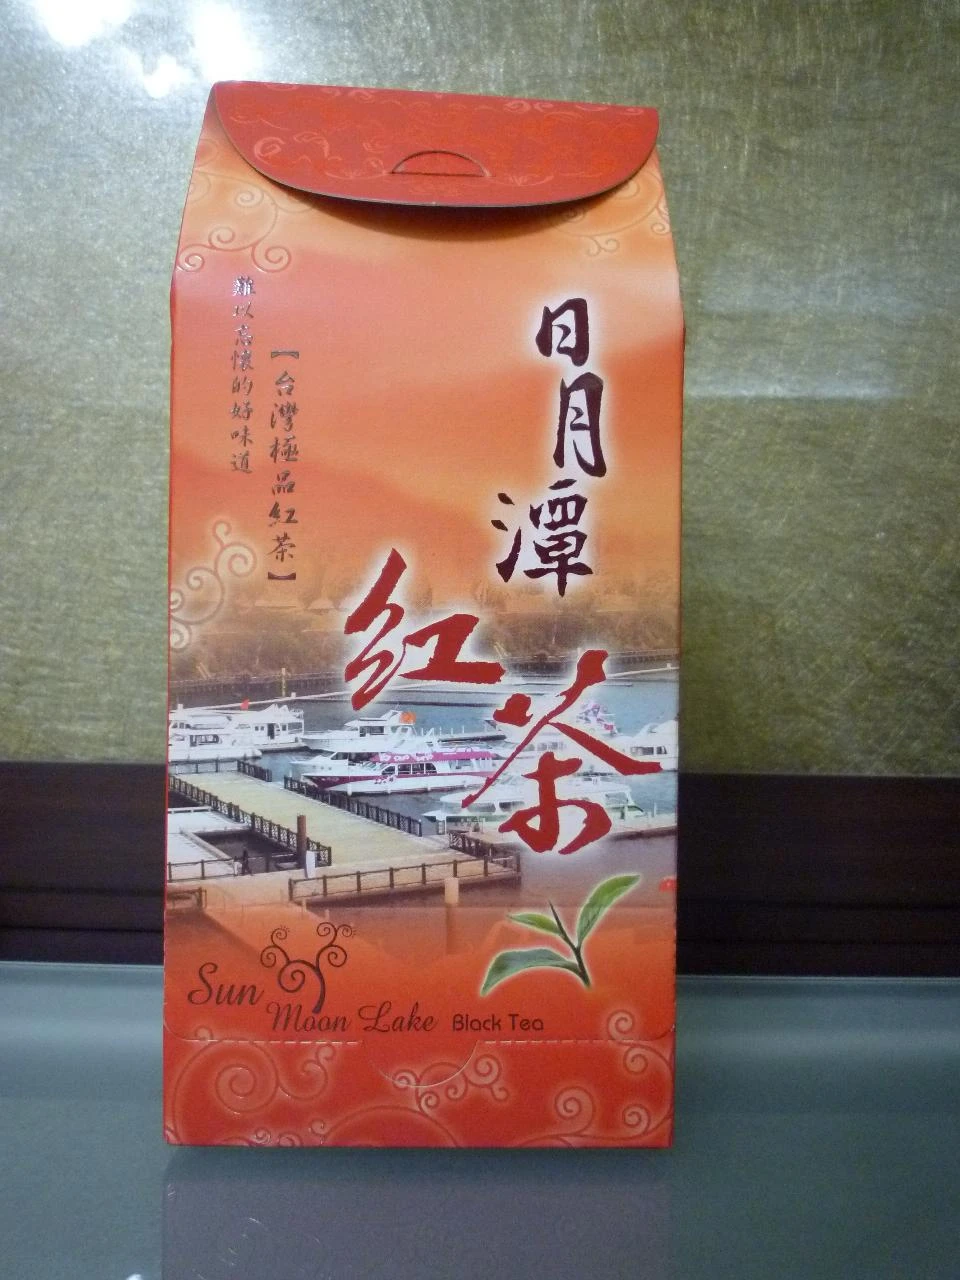 日月潭
紅茶
【台灣極品紅茶】
難以忘懷的好味道
Sun
Moon Lake Black Tea